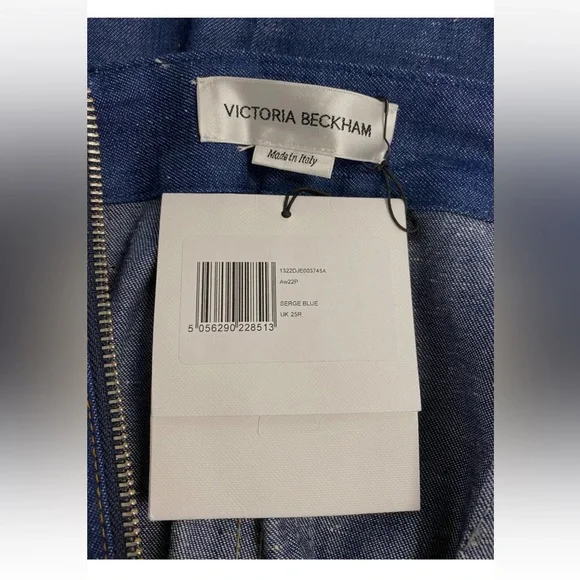 VICTORIA BECKHAM
Made in Italy
1322DJE003745A
Aw22P
SERGE BLUE
UK 25R
5 056290 228513